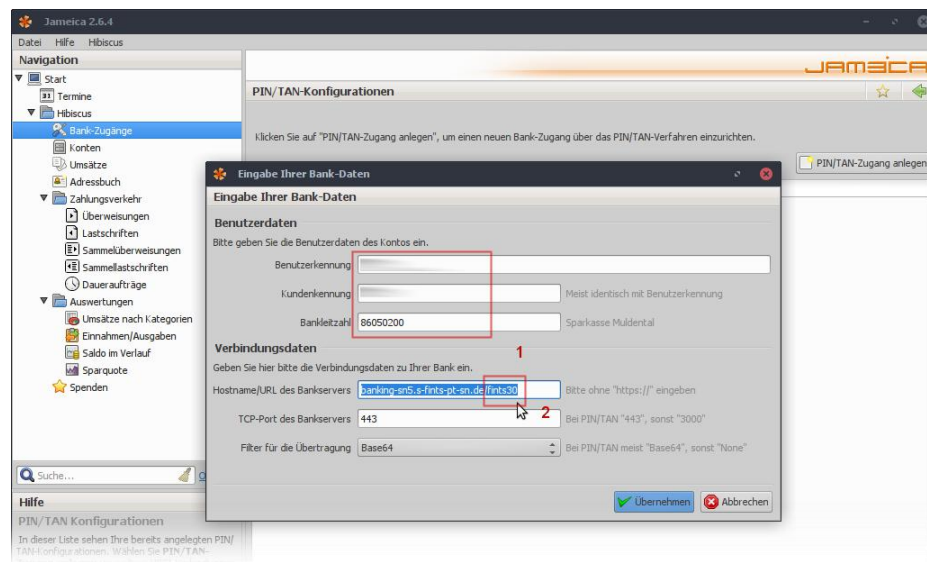 Jameica 2.6.4
Datei Hilfe Hibiscus
Navigation
Start
Termine
Hibiscus
Bank-Zugänge
Konten
Umsätze
Adressbuch
Zahlungsverkehr
Überweisungen
Lastschriften
Sammelüberweisungen
Sammellastschriften
Daueraufträge
Auswertungen
Umsätze nach Kategorien
Einnahmen/Ausgaben
Saldo im Verlauf
Sparquote
Spenden
Suche...
Hilfe
PIN/TAN Konfigurationen
In dieser Liste sehen Ihre bereits angelegten PIN/
TAN-Konfigurationen. Wählen Sie PIN/TAN-
JAMEICA
PIN/TAN-Konfigurationen
Klicken Sie auf "PIN/TAN-Zugang anlegen", um einen neuen Bank-Zugang über das PIN/TAN-Verfahren einzurichten.
PIN/TAN-Zugang anlegen
Eingabe Ihrer Bank-Daten
Eingabe Ihrer Bank-Daten
Benutzerdaten
Bitte geben Sie die Benutzerdaten des Kontos ein.
Benutzerkennung
Kundenkennung Meist identisch mit Benutzerkennung
Bankleitzahl 86050200 Sparkasse Muldental
1
Verbindungsdaten
Geben Sie hier bitte die Verbindungsdaten zu Ihrer Bank ein.
Hostname/URL des Bankservers banking-sn5.s-fints-pt-sn.de/fints30 Bitte ohne "https://" eingeben
2
TCP-Port des Bankservers 443 Bei PIN/TAN "443", sonst "3000"
Filter für die Übertragung Base64 Bei PIN/TAN meist "Base64", sonst "None"
Übernehmen Abbrechen